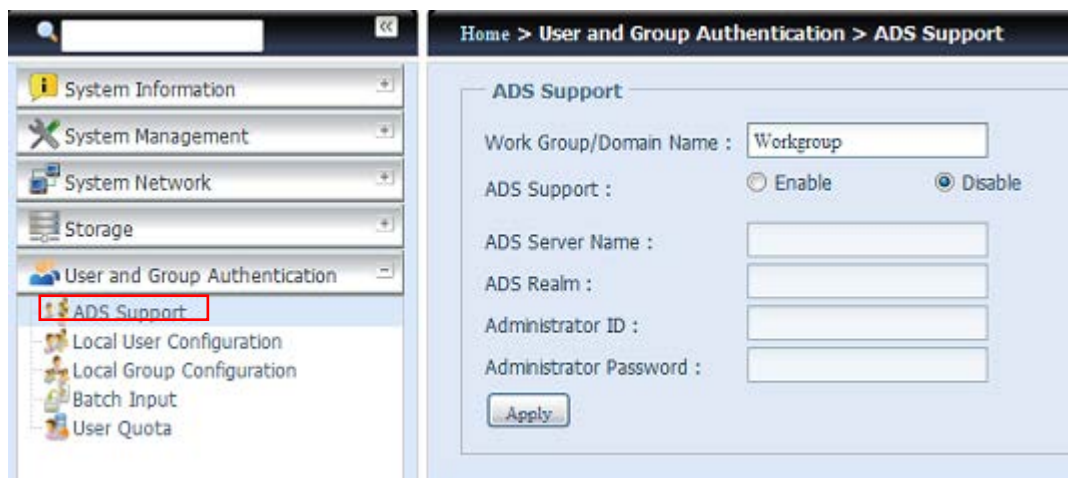 Home > User and Group Authentication > ADS Support
System Information
System Management
System Network
Storage
User and Group Authentication
ADS Support
Local User Configuration
Local Group Configuration
Batch Input
User Quota
ADS Support
Work Group/Domain Name : Workgroup
ADS Support : Enable Disable
ADS Server Name :
ADS Realm :
Administrator ID :
Administrator Password :
Apply